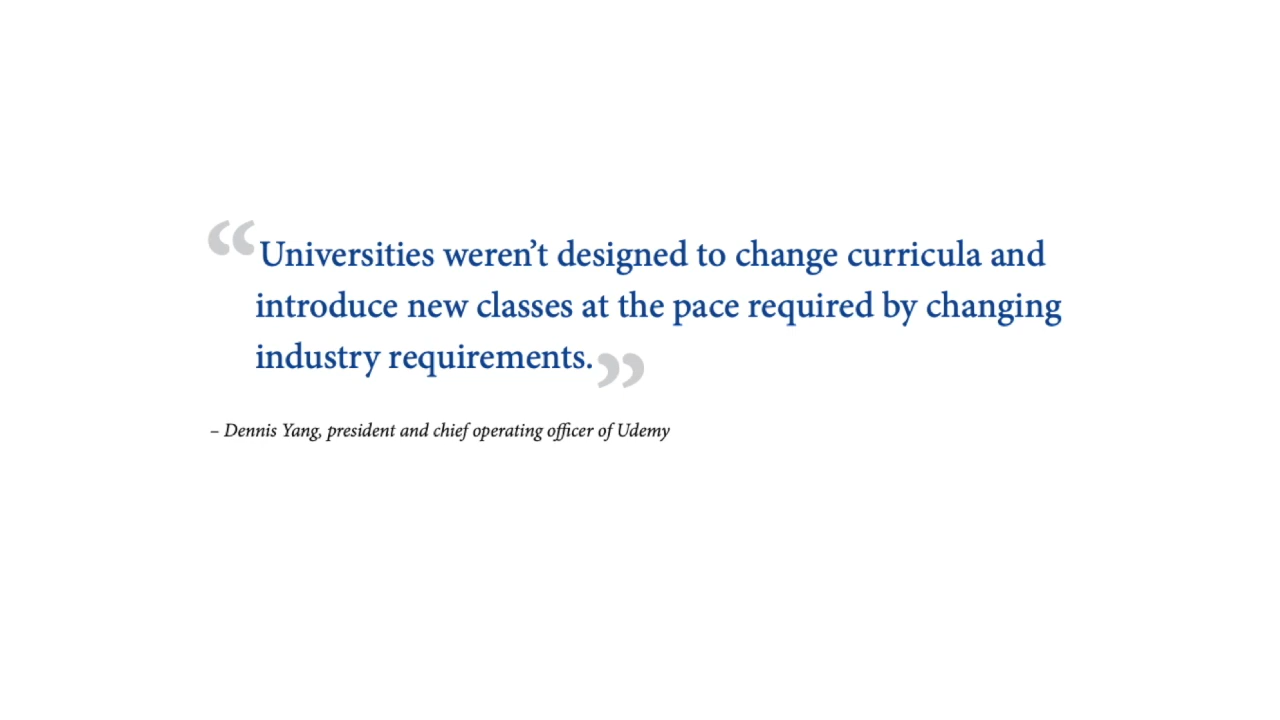 “Universities weren’t designed to change curricula and
introduce new classes at the pace required by changing
industry requirements.”
– Dennis Yang, president and chief operating officer of Udemy